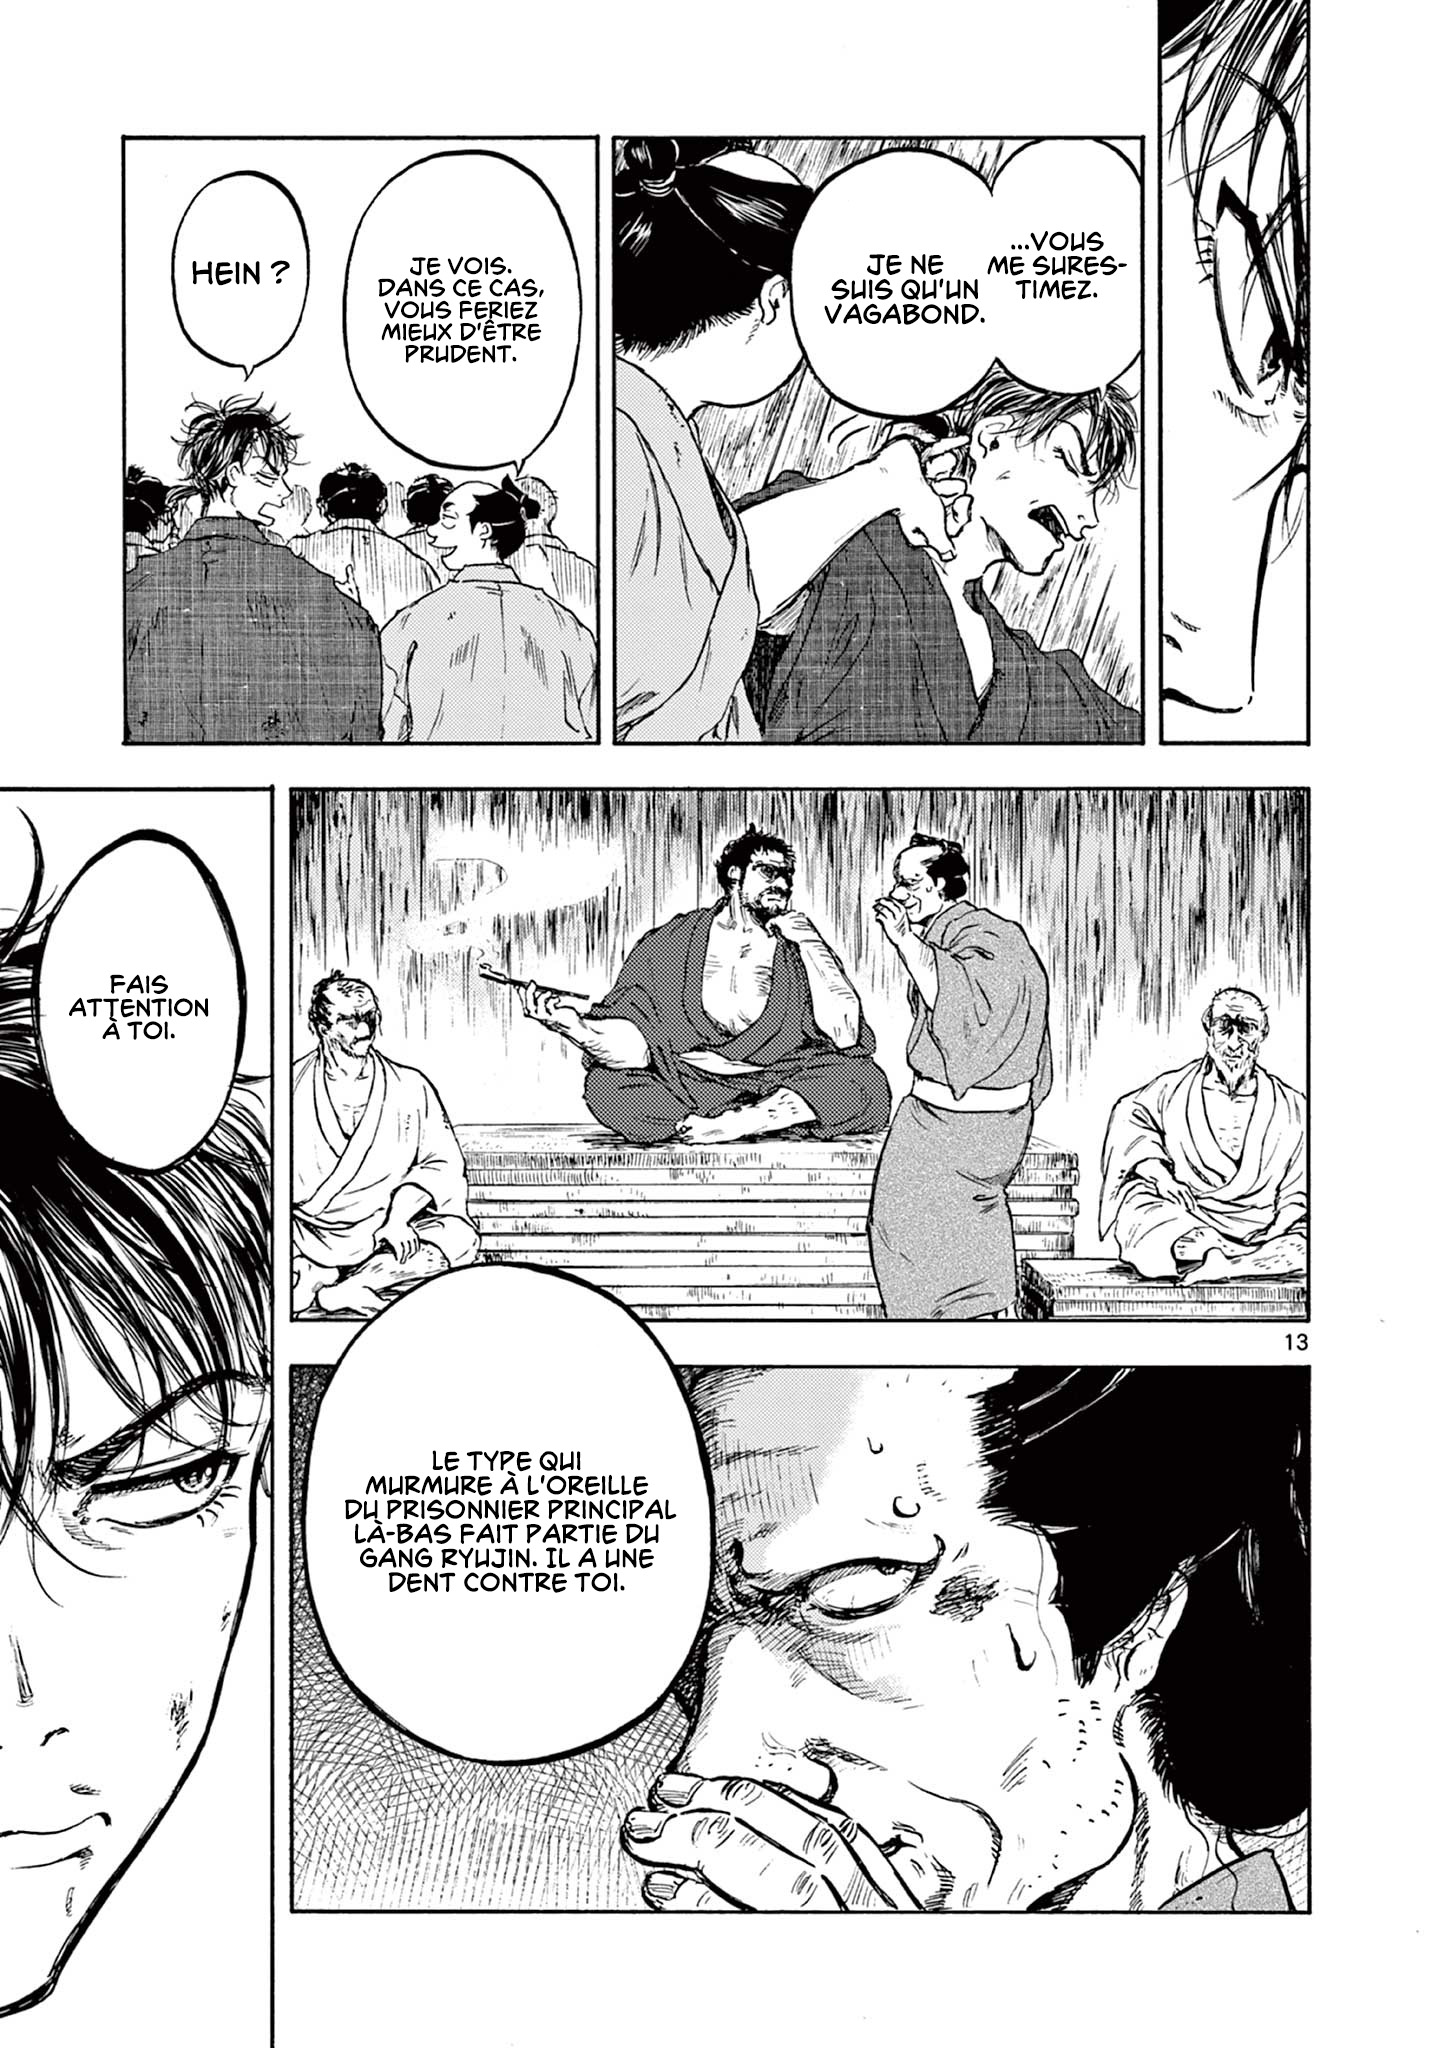 ...VOUS
ME SURES-
TIMEZ.
JE NE
SUIS QU'UN
VAGABOND.
JE VOIS.
DANS CE CAS,
VOUS FERIEZ
MIEUX D'ÊTRE
PRUDENT.
HEIN ?
13
LE TYPE QUI
MURMURE À L'OREILLE
DU PRISONNIER PRINCIPAL
LÀ-BAS FAIT PARTIE DU
GANG RYUJIN. IL A UNE
DENT CONTRE TOI.
FAIS
ATTENTION
À TOI.